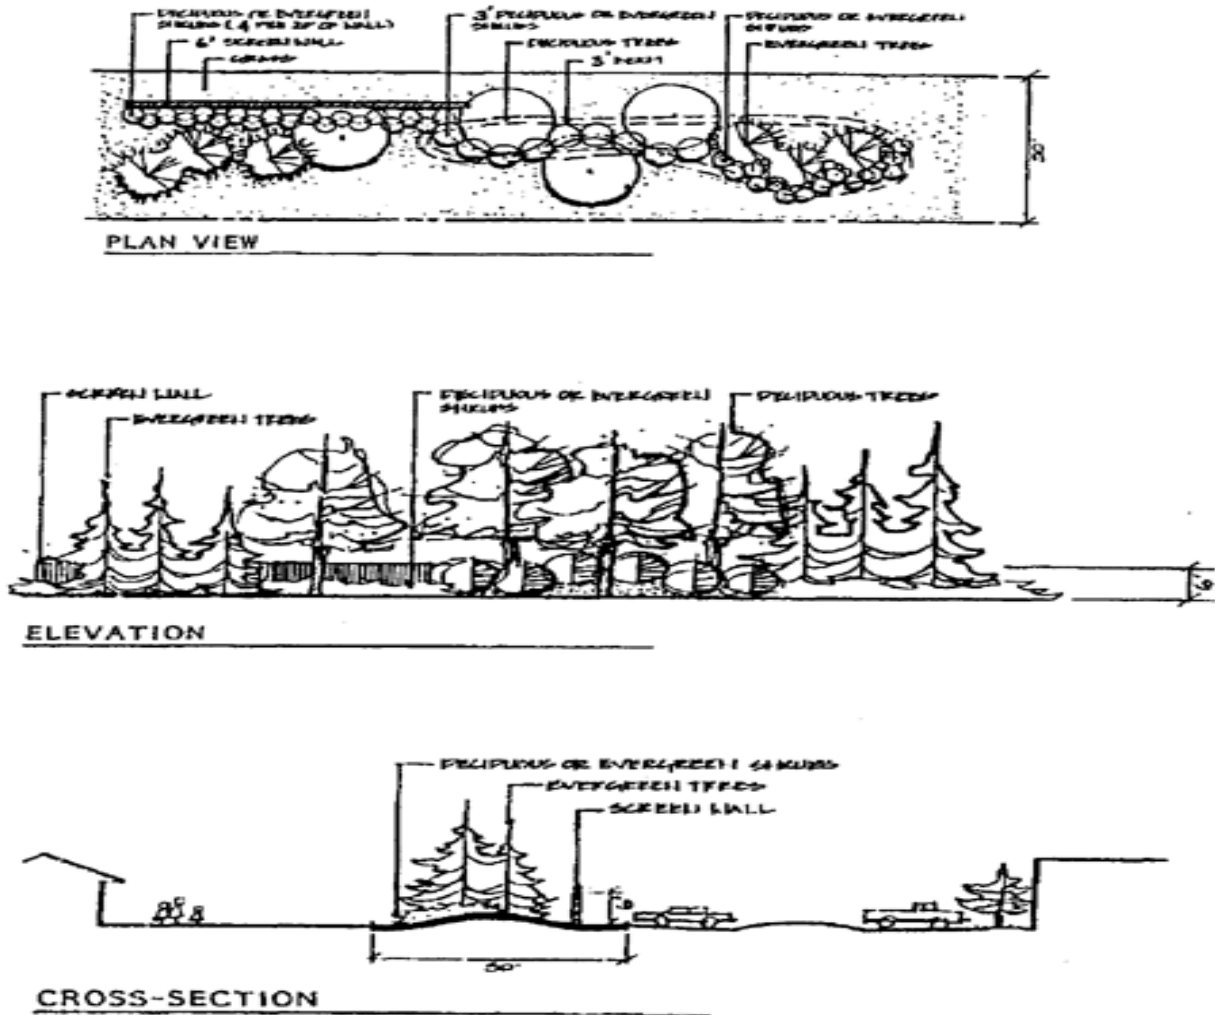 DECIDUOUS OR EVERGREEN
SHRUBS (4 PER 20' OF WALL)
6' SCREEN WALL
GRASS
3' DECIDUOUS OR EVERGREEN
SHRUBS
DECIDUOUS TREES
3' BERM
DECIDUOUS OR EVERGREEN
SHRUBS
EVERGREEN TREES
PLAN VIEW
SCREEN WALL
EVERGREEN TREES
DECIDUOUS OR EVERGREEN
SHRUBS
DECIDUOUS TREES
ELEVATION
DECIDUOUS OR EVERGREEN SHRUBS
EVERGREEN TREES
SCREEN WALL
CROSS-SECTION